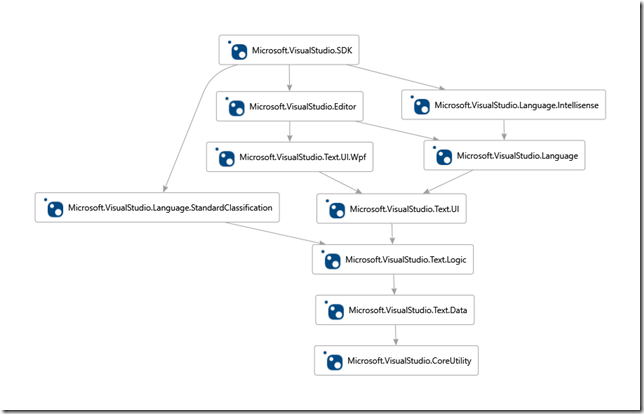 Microsoft.VisualStudio.SDK
Microsoft.VisualStudio.Editor
Microsoft.VisualStudio.Language.Intellisense
Microsoft.VisualStudio.Text.UI.Wpf
Microsoft.VisualStudio.Language
Microsoft.VisualStudio.Language.StandardClassification
Microsoft.VisualStudio.Text.UI
Microsoft.VisualStudio.Text.Logic
Microsoft.VisualStudio.Text.Data
Microsoft.VisualStudio.CoreUtility